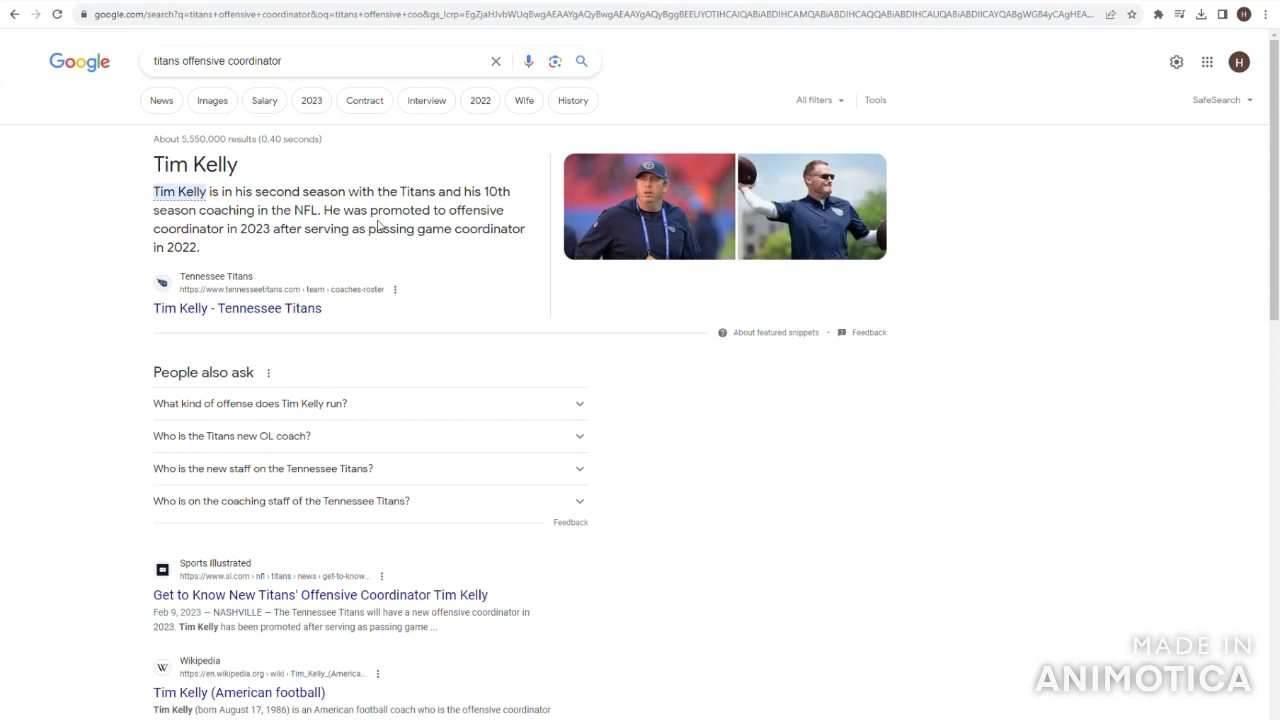 google.com/search?q=titans+offensive+coordinator&oq=titans+offensive+coo&gs_lcrp=
H
Google
titans offensive coordinator
H
News
Images
Salary
2023
Contract
Interview
2022
Wife
History
All filters
Tools
SafeSearch
About 5,550,000 results (0.40 seconds)
Tim Kelly
Tim Kelly is in his second season with the Titans and his 10th
season coaching in the NFL. He was promoted to offensive
coordinator in 2023 after serving as passing game coordinator
in 2022.
Tennessee Titans
https://www.tennesseetitans.com › team › coaches-roster
Tim Kelly - Tennessee Titans
About featured snippets • Feedback
People also ask
What kind of offense does Tim Kelly run?
Who is the Titans new OL coach?
Who is the new staff on the Tennessee Titans?
Who is on the coaching staff of the Tennessee Titans?
Feedback
Sports Illustrated
https://www.si.com › nfl › titans › news › get-to-know...
Get to Know New Titans' Offensive Coordinator Tim Kelly
Feb 9, 2023 — NASHVILLE — The Tennessee Titans will have a new offensive coordinator in
2023. Tim Kelly has been promoted after serving as passing game ...
W
Wikipedia
https://en.wikipedia.org › wiki › Tim_Kelly_(America...
Tim Kelly (American football)
Tim Kelly (born August 17, 1986) is an American football coach who is the offensive coordinator
MADE IN
ANIMOTICA